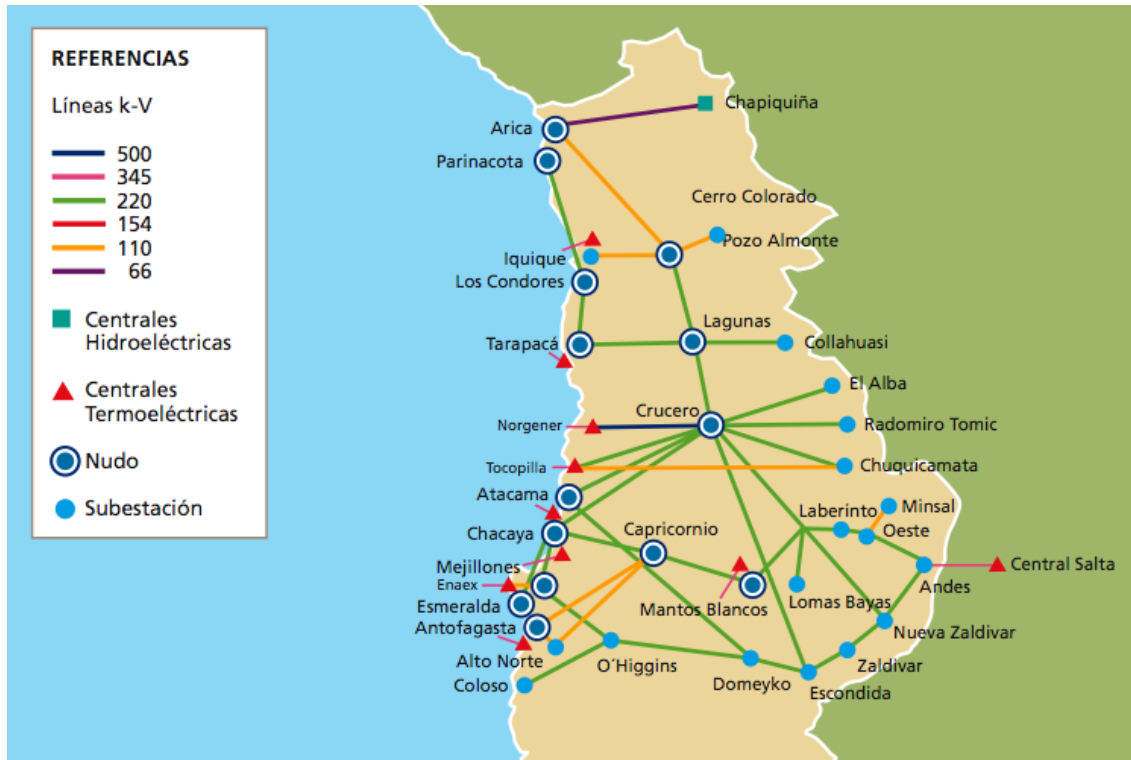 REFERENCIAS
Líneas k-V
500
345
220
154
110
66
Centrales
Hidroeléctricas
Centrales
Termoeléctricas
Nudo
Subestación
Chapiquiña
Arica
Parinacota
Cerro Colorado
Pozo Almonte
Iquique
Los Condores
Lagunas
Tarapacá
Collahuasi
El Alba
Crucero
Norgener
Radomiro Tomic
Tocopilla
Chuquicamata
Atacama
Laberinto
Minsal
Chacaya
Capricornio
Oeste
Mejillones
Central Salta
Enaex
Andes
Esmeralda
Mantos Blancos
Lomas Bayas
Antofagasta
Nueva Zaldivar
Alto Norte
O´Higgins
Zaldivar
Coloso
Domeyko
Escondida